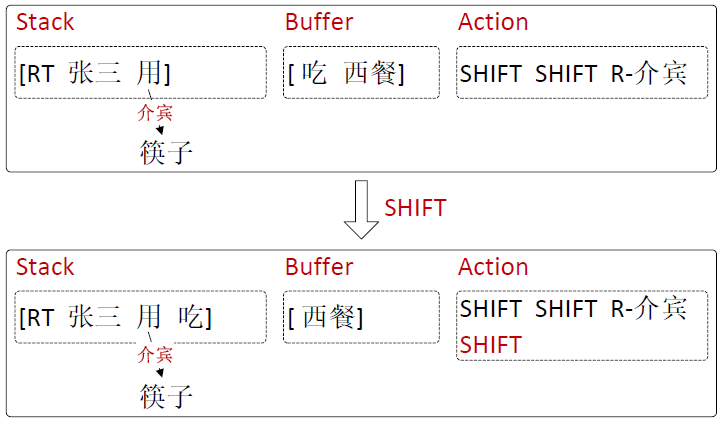 Stack Buffer Action
[RT 张三 用] [ 吃 西餐] SHIFT SHIFT R-介宾
介宾
筷子
SHIFT
Stack Buffer Action
[RT 张三 用 吃] [ 西餐] SHIFT SHIFT R-介宾
SHIFT
介宾
筷子